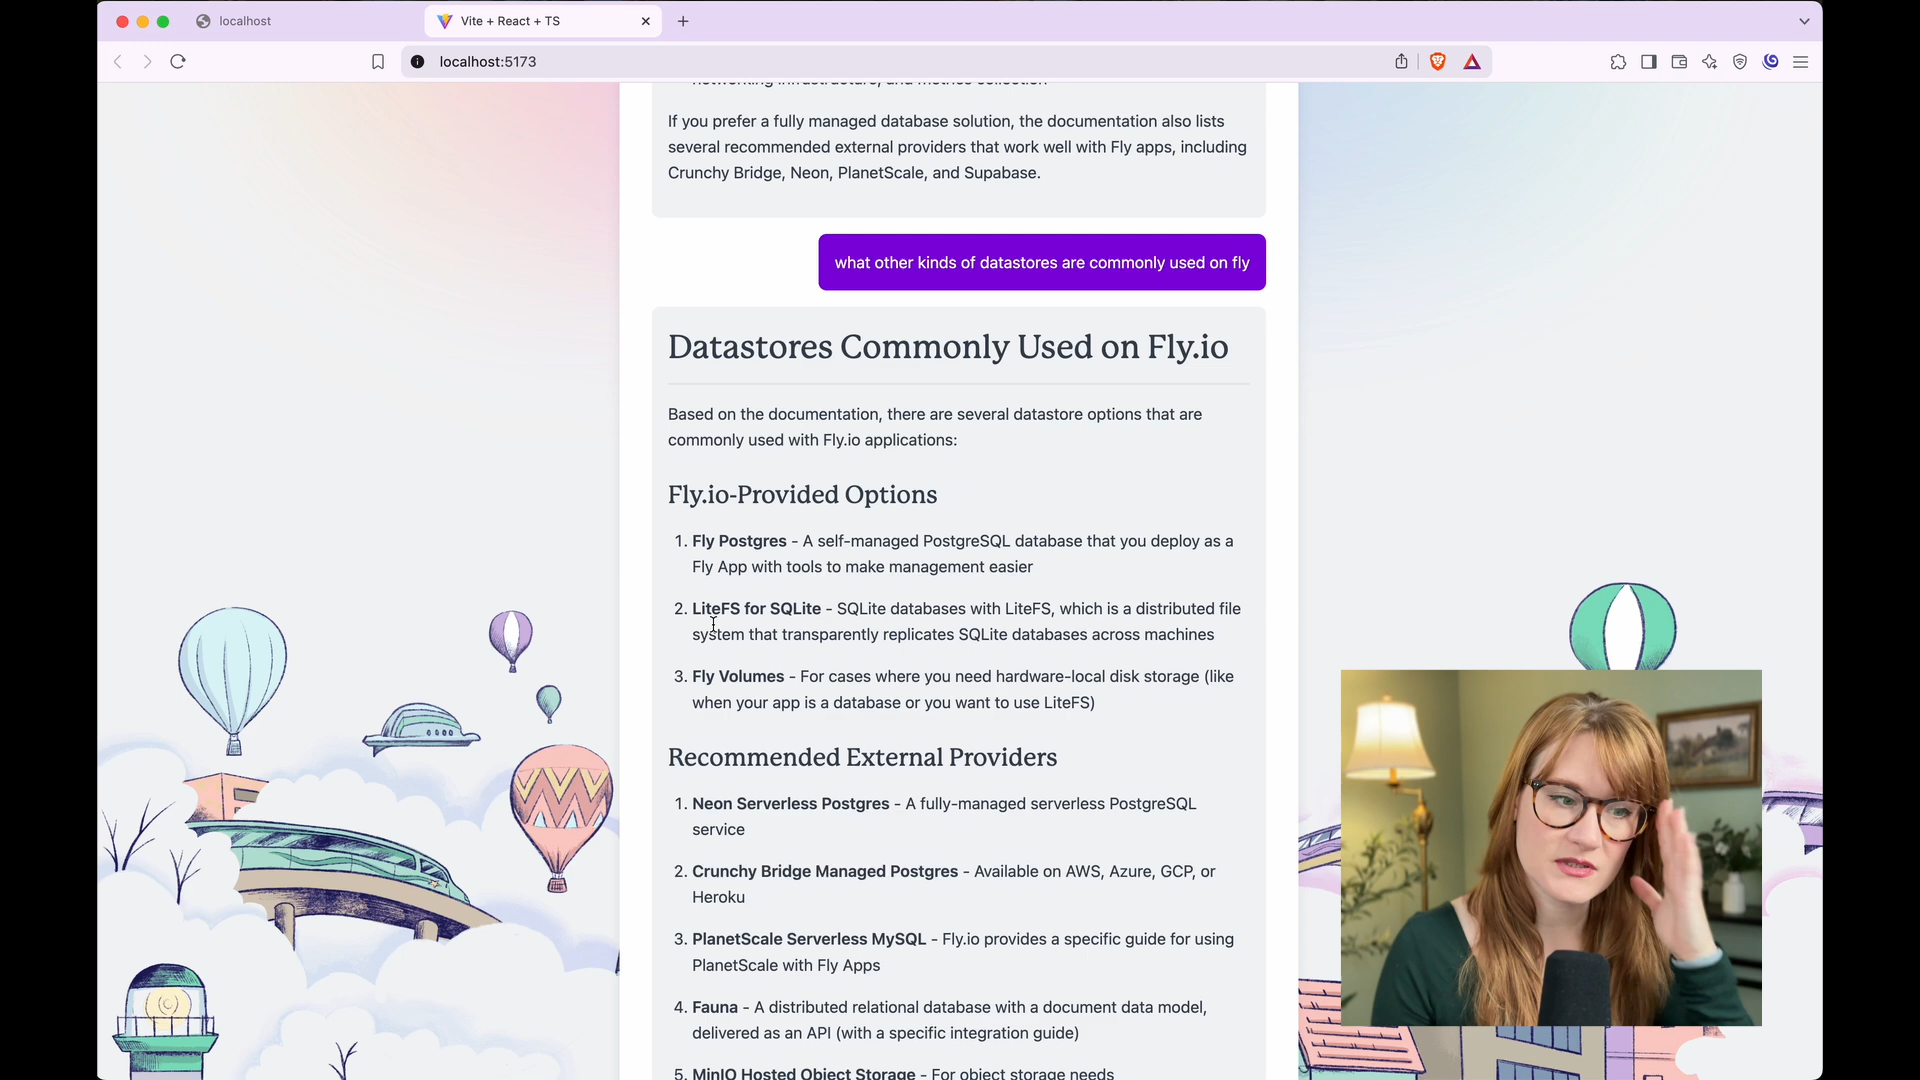 localhost
Vite + React + TS
localhost:5173
networking infrastructure, and metrics collection
If you prefer a fully managed database solution, the documentation also lists
several recommended external providers that work well with Fly apps, including
Crunchy Bridge, Neon, PlanetScale, and Supabase.
what other kinds of datastores are commonly used on fly
Datastores Commonly Used on Fly.io
Based on the documentation, there are several datastore options that are
commonly used with Fly.io applications:
Fly.io-Provided Options
1. Fly Postgres - A self-managed PostgreSQL database that you deploy as a
Fly App with tools to make management easier
2. LiteFS for SQLite - SQLite databases with LiteFS, which is a distributed file
system that transparently replicates SQLite databases across machines
3. Fly Volumes - For cases where you need hardware-local disk storage (like
when your app is a database or you want to use LiteFS)
Recommended External Providers
1. Neon Serverless Postgres - A fully-managed serverless PostgreSQL
service
2. Crunchy Bridge Managed Postgres - Available on AWS, Azure, GCP, or
Heroku
3. PlanetScale Serverless MySQL - Fly.io provides a specific guide for using
PlanetScale with Fly Apps
4. Fauna - A distributed relational database with a document data model,
delivered as an API (with a specific integration guide)
5. MinIO Hosted Object Storage - For object storage needs